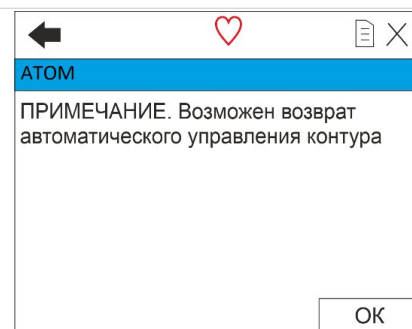 АТОМ
ПРИМЕЧАНИЕ. Возможен возврат
автоматического управления контура
ОК